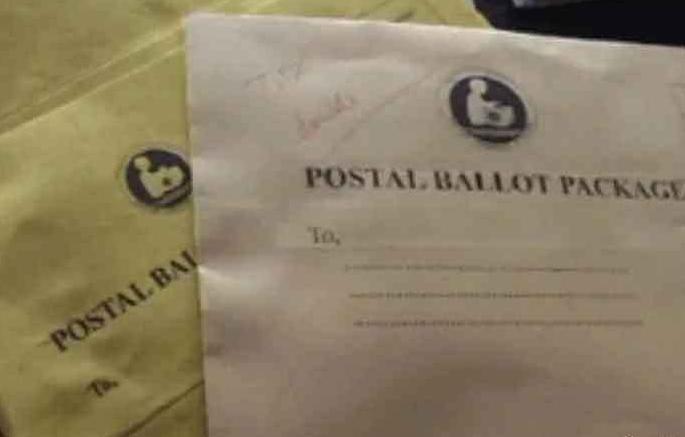 POSTAL BALLOT PACKAGE
To,
POSTAL BAL
To,